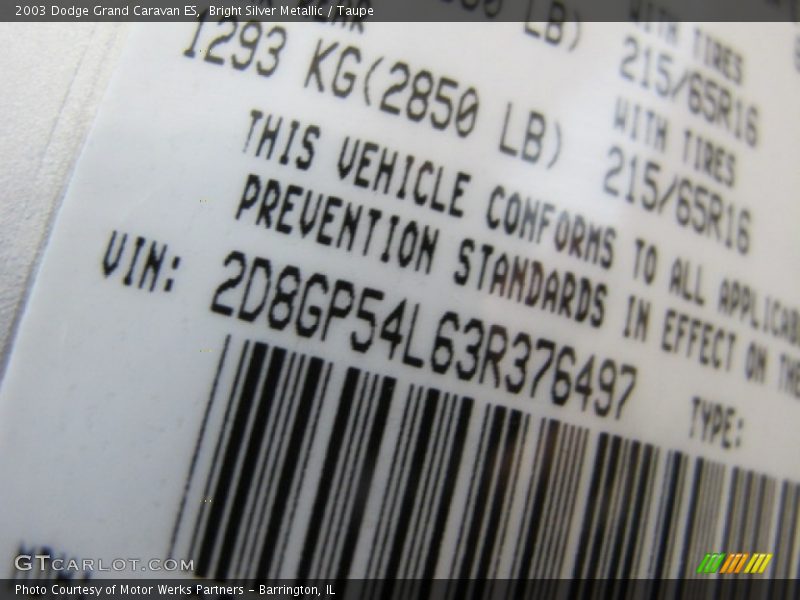 2003 Dodge Grand Caravan ES, Bright Silver Metallic / Taupe
LB) WITH TIRES
1293 KG(2850 LB) 215/65R16
WITH TIRES
215/65R16
THIS VEHICLE CONFORMS TO ALL APPLICAB
PREVENTION STANDARDS IN EFFECT ON THE
VIN: 2D8GP54L63R376497
TYPE:
GTCARLOT.COM
Photo Courtesy of Motor Werks Partners - Barrington, IL